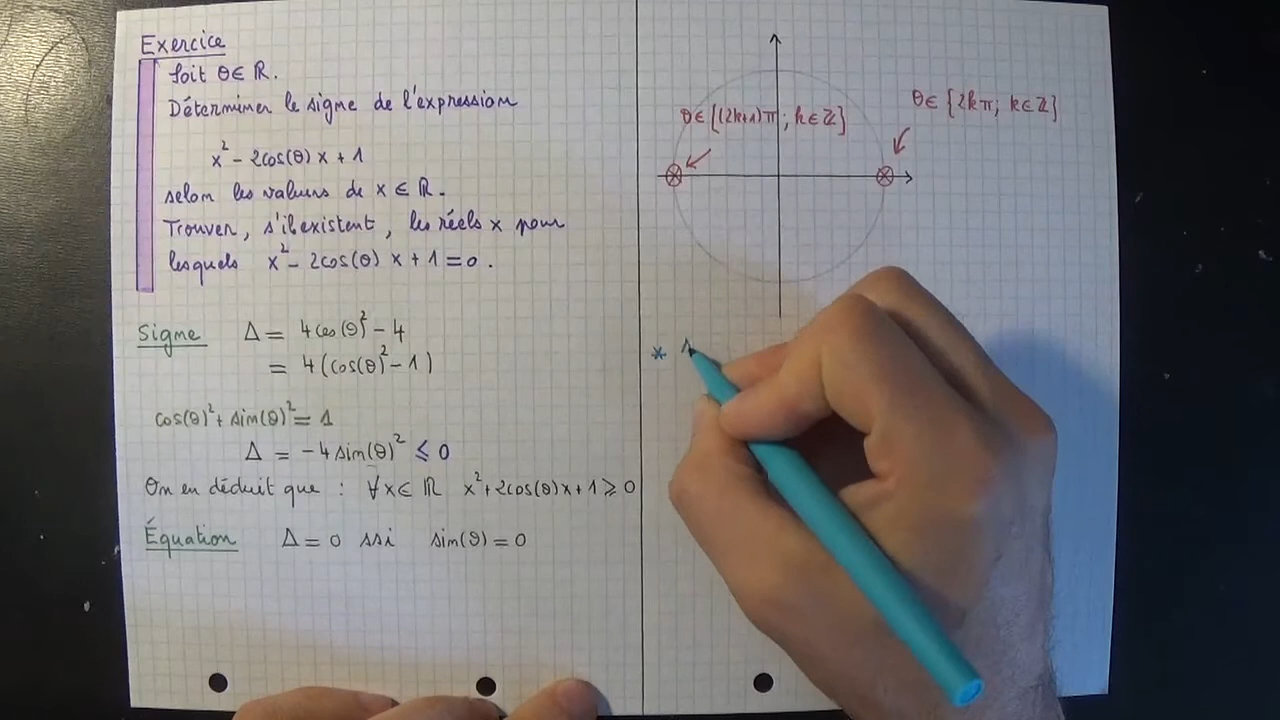 Exercice
Soit θ∈ℝ.
Déterminer le signe de l'expression
x² - 2cos(θ) x + 1
selon les valeurs de x∈ℝ.
Trouver, s'il existent, les réels x pour
lesquels x² - 2cos(θ) x + 1 = 0.
Signe Δ = 4cos(θ)² - 4
= 4(cos(θ)² - 1)
cos(θ)² + sin(θ)² = 1
Δ = -4sin(θ)² ≤ 0
On en déduit que : ∀x∈ℝ x² + 2cos(θ)x + 1 ≥ 0
Équation Δ = 0 ssi sin(θ) = 0
θ∈{(2k+1)π; k∈ℤ}
θ∈{2kπ; k∈ℤ}
*